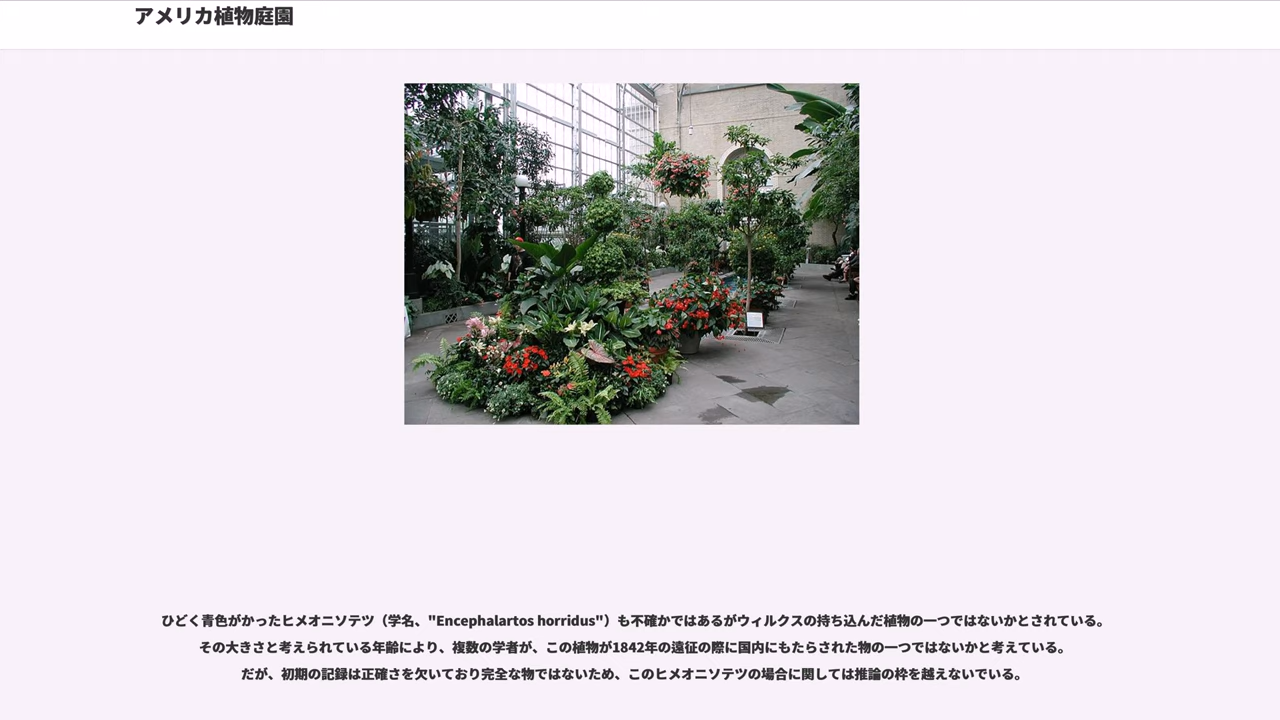 アメリカ植物庭園
ひどく青色がかったヒメオニソテツ（学名、"Encephalartos horridus"）も不確かではあるがウィルクスの持ち込んだ植物の一つではないかとされている。
その大きさと考えられている年齢により、複数の学者が、この植物が1842年の遠征の際に国内にもたらされた物の一つではないかと考えている。
だが、初期の記録は正確さを欠いており完全な物ではないため、このヒメオニソテツの場合に関しては推論の枠を越えないでいる。